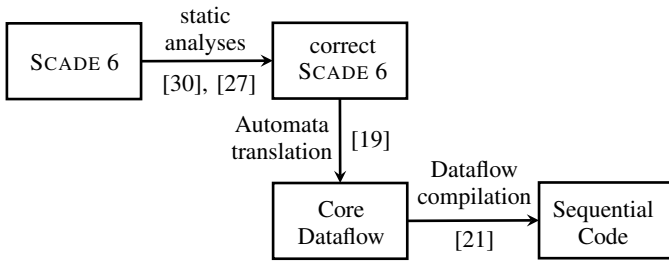 static
analyses
SCADE 6
[30], [27]
correct
SCADE 6
Automata
translation
[19]
Dataflow
compilation
[21]
Core
Dataflow
Sequential
Code